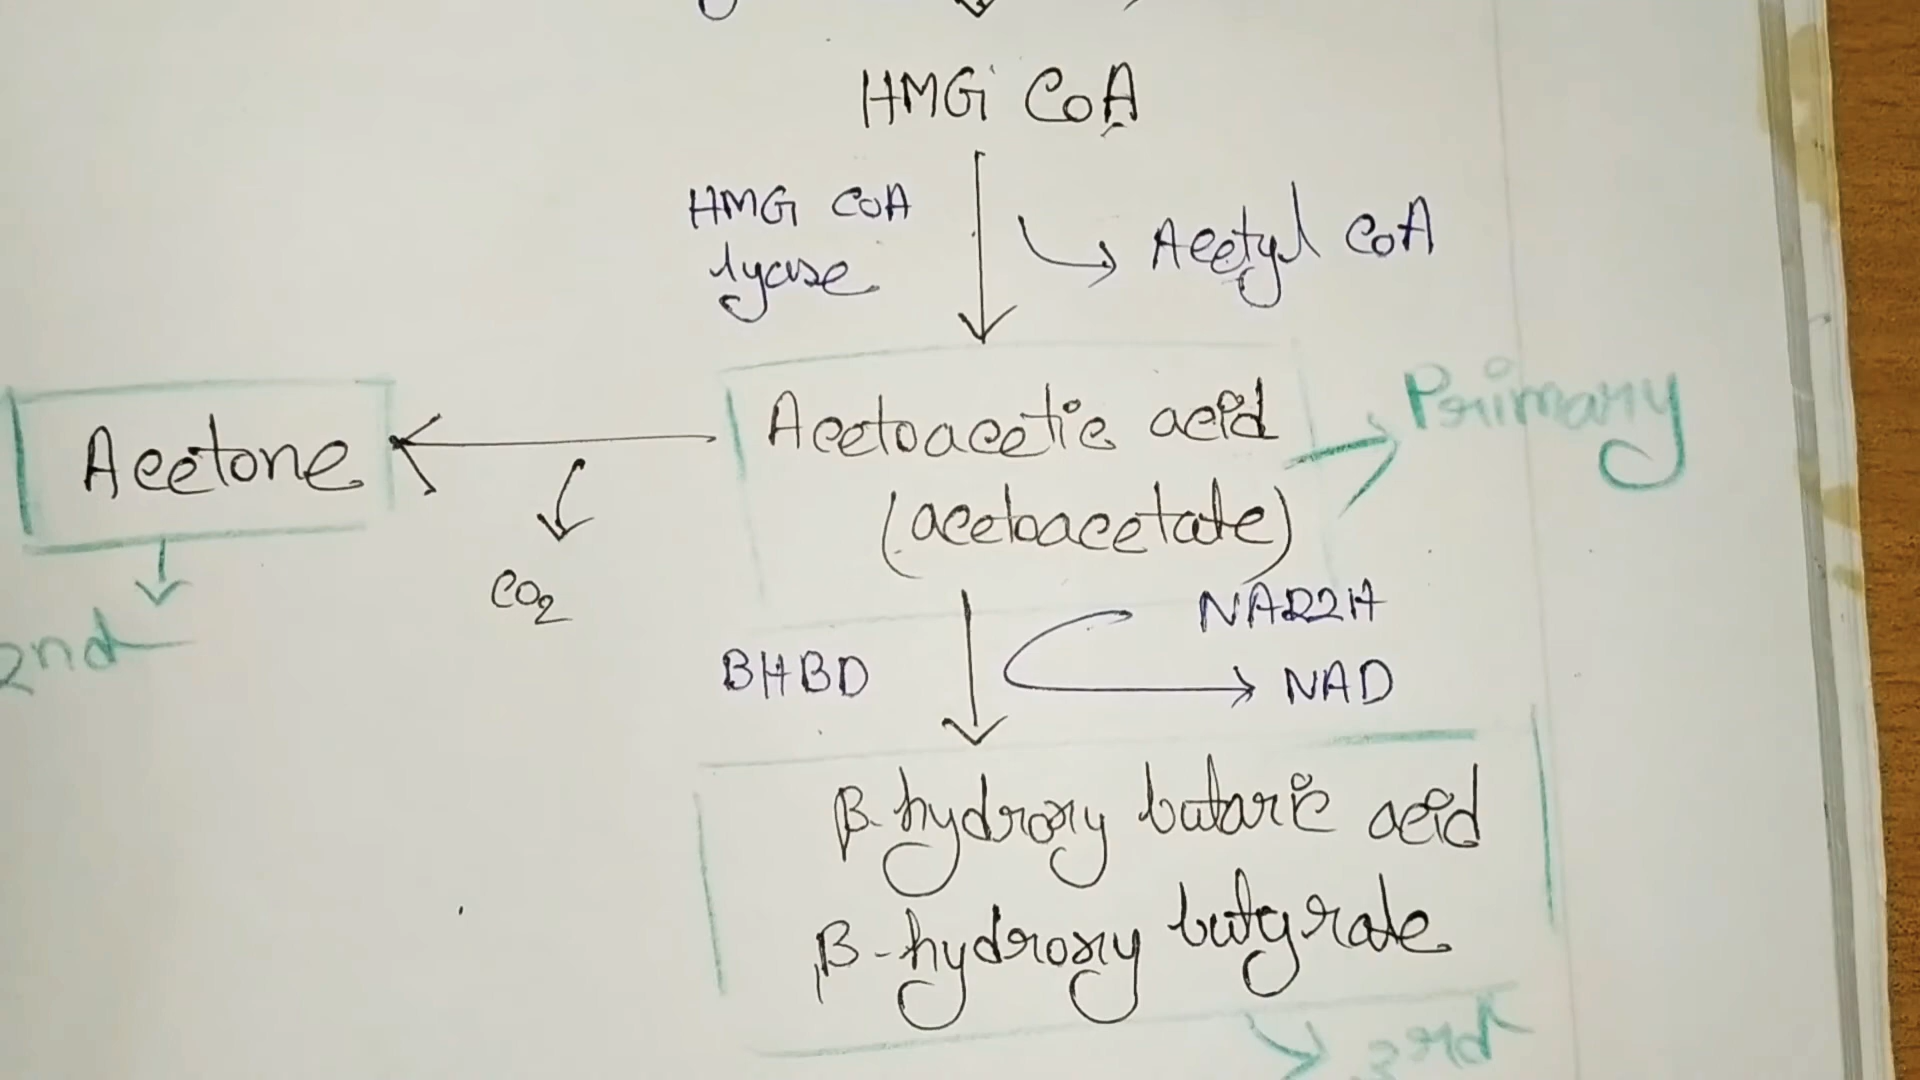 HMG CoA
HMG CoA
lyase
Acetyl CoA
Acetoacetic acid
(acetoacetate)
Primary
Acetone
CO2
2nd
BHBD
NAD2H
NAD
β-hydroxy butaric acid
β-hydroxy butyrate
3rd